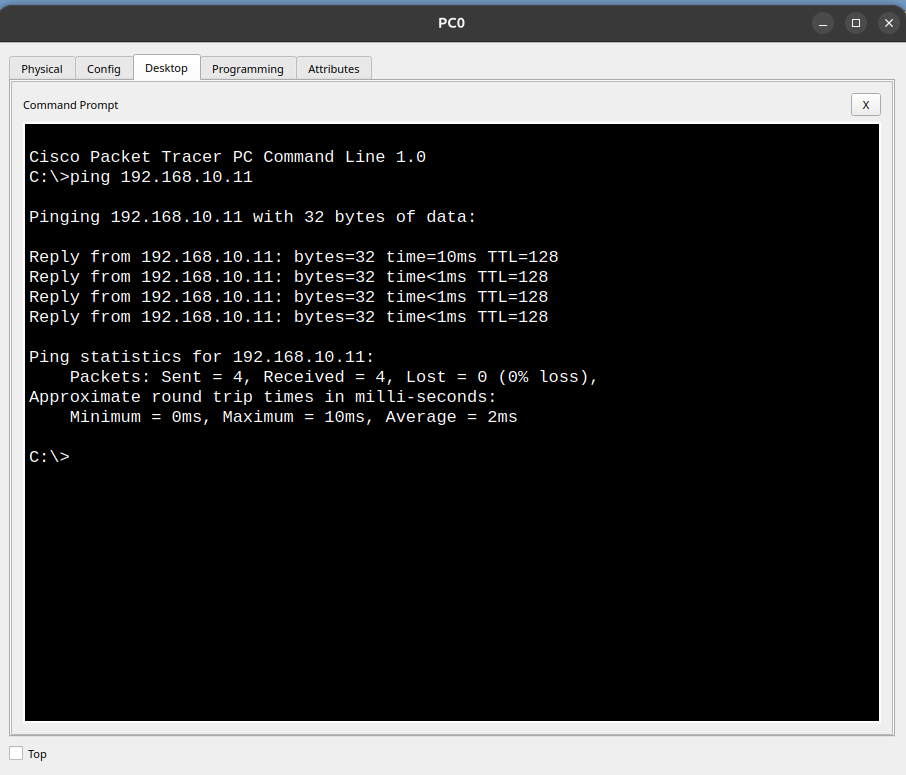 PC0
Physical Config Desktop Programming Attributes
Command Prompt X
Cisco Packet Tracer PC Command Line 1.0
C:\>ping 192.168.10.11
Pinging 192.168.10.11 with 32 bytes of data:
Reply from 192.168.10.11: bytes=32 time=10ms TTL=128
Reply from 192.168.10.11: bytes=32 time<1ms TTL=128
Reply from 192.168.10.11: bytes=32 time<1ms TTL=128
Reply from 192.168.10.11: bytes=32 time<1ms TTL=128
Ping statistics for 192.168.10.11:
    Packets: Sent = 4, Received = 4, Lost = 0 (0% loss),
Approximate round trip times in milli-seconds:
    Minimum = 0ms, Maximum = 10ms, Average = 2ms
C:\>
Top